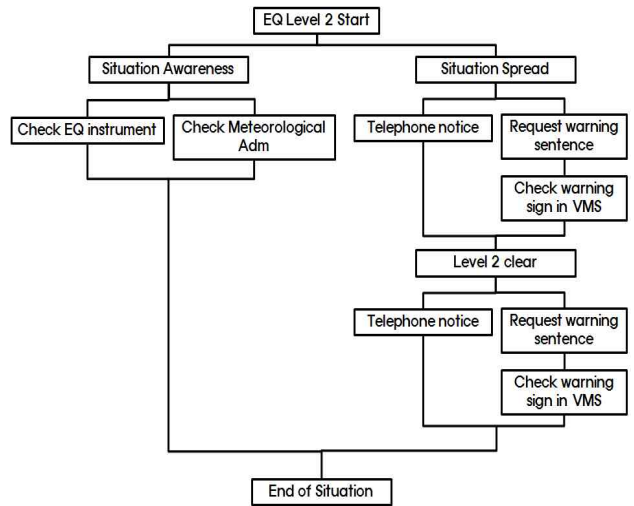 EQ Level 2 Start
Situation Awareness
Situation Spread
Check EQ instrument
Check Meteorological
Adm
Telephone notice
Request warning
sentence
Check warning
sign in VMS
Level 2 clear
Telephone notice
Request warning
sentence
Check warning
sign in VMS
End of Situation